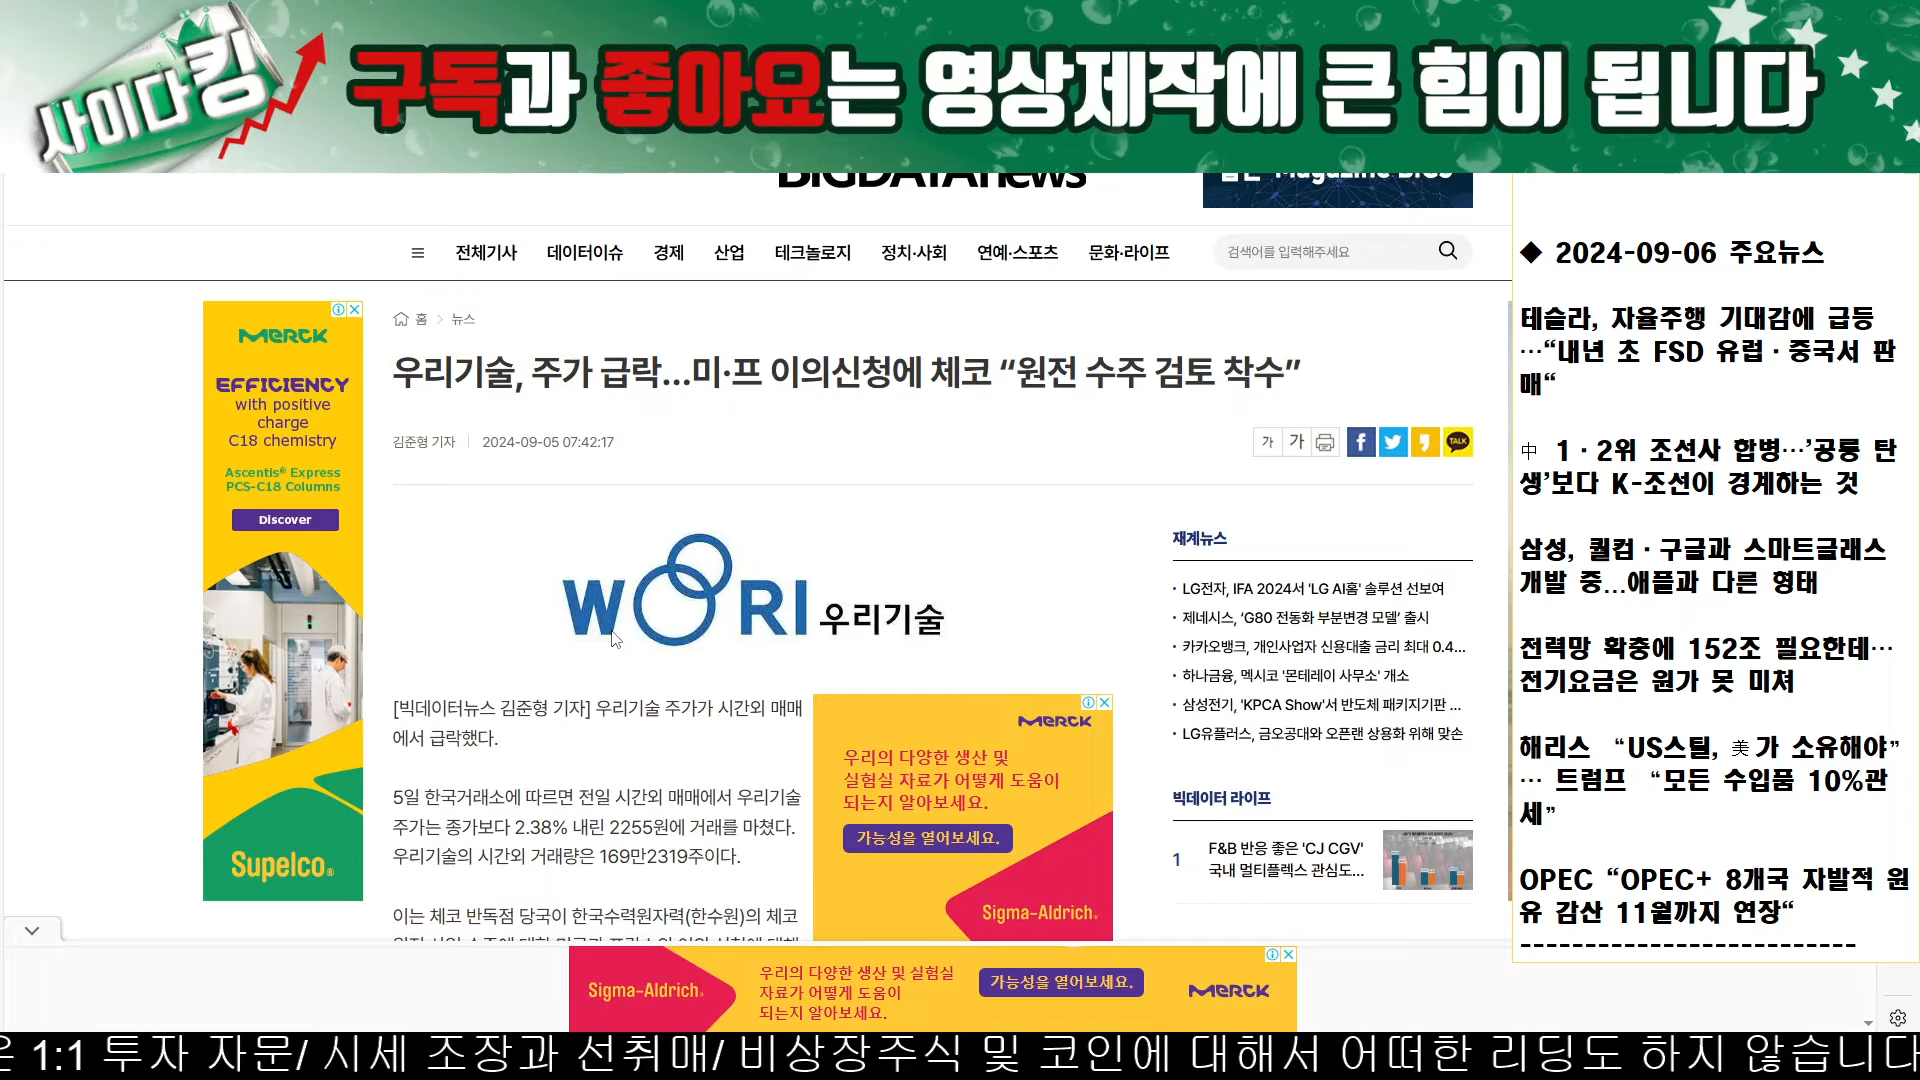 사이다킹
구독과 좋아요는 영상제작에 큰 힘이 됩니다
BIGDATAnews
전체기사 데이터이슈 경제 산업 테크놀로지 정치·사회 연예·스포츠 문화·라이프 검색어를 입력해주세요
홈 > 뉴스
우리기술, 주가 급락...미·프 이의신청에 체코 “원전 수주 검토 착수”
김준형 기자 | 2024-09-05 07:42:17
가 가 TALK
MERCK
EFFICIENCY
with positive
charge
C18 chemistry
Ascentis® Express
PCS-C18 Columns
Discover
Supelco®
WOORI 우리기술
[빅데이터뉴스 김준형 기자] 우리기술 주가가 시간외 매매
에서 급락했다.
5일 한국거래소에 따르면 전일 시간외 매매에서 우리기술
주가는 종가보다 2.38% 내린 2255원에 거래를 마쳤다.
우리기술의 시간외 거래량은 169만2319주이다.
이는 체코 반독점 당국이 한국수력원자력(한수원)의 체코
MERCK
우리의 다양한 생산 및
실험실 자료가 어떻게 도움이
되는지 알아보세요.
가능성을 열어보세요.
Sigma-Aldrich®
재계뉴스
· LG전자, IFA 2024서 'LG AI홈' 솔루션 선보여
· 제네시스, ‘G80 전동화 부분변경 모델’ 출시
· 카카오뱅크, 개인사업자 신용대출 금리 최대 0.4...
· 하나금융, 멕시코 '몬테레이 사무소' 개소
· 삼성전기, 'KPCA Show'서 반도체 패키지기판 ...
· LG유플러스, 금오공대와 오픈랜 상용화 위해 맞손
빅데이터 라이프
1 F&B 반응 좋은 'CJ CGV'
국내 멀티플렉스 관심도...
◆ 2024-09-06 주요뉴스
테슬라, 자율주행 기대감에 급등
…“내년 초 FSD 유럽·중국서 판
매“
中 1·2위 조선사 합병…’공룡 탄
생’보다 K-조선이 경계하는 것
삼성, 퀄컴·구글과 스마트글래스
개발 중...애플과 다른 형태
전력망 확충에 152조 필요한데…
전기요금은 원가 못 미쳐
해리스 “US스틸, 美가 소유해야”
… 트럼프 “모든 수입품 10%관
세”
OPEC “OPEC+ 8개국 자발적 원
유 감산 11월까지 연장“
--------------------------
Sigma-Aldrich®
우리의 다양한 생산 및 실험실
자료가 어떻게 도움이
되는지 알아보세요.
가능성을 열어보세요.
MERCK
은 1:1 투자 자문/ 시세 조장과 선취매/ 비상장주식 및 코인에 대해서 어떠한 리딩도 하지 않습니다